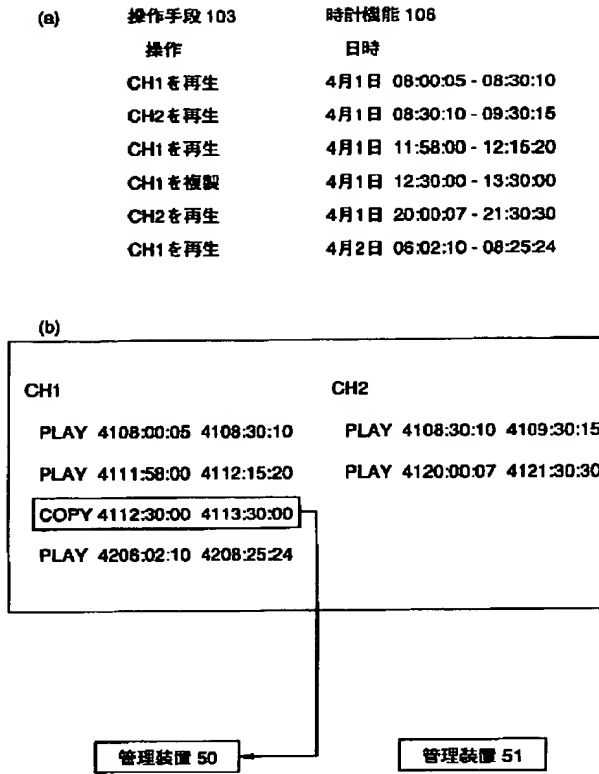 (a) 操作手段 103 時計機能 106
操作 日時
CH1を再生 4月1日 08:00:05 - 08:30:10
CH2を再生 4月1日 08:30:10 - 09:30:15
CH1を再生 4月1日 11:58:00 - 12:15:20
CH1を複製 4月1日 12:30:00 - 13:30:00
CH2を再生 4月1日 20:00:07 - 21:30:30
CH1を再生 4月2日 06:02:10 - 08:25:24
(b)
CH1 CH2
PLAY 4108:00:05 4108:30:10 PLAY 4108:30:10 4109:30:15
PLAY 4111:58:00 4112:15:20 PLAY 4120:00:07 4121:30:30
COPY 4112:30:00 4113:30:00
PLAY 4206:02:10 4208:25:24
管理装置 50 管理装置 51